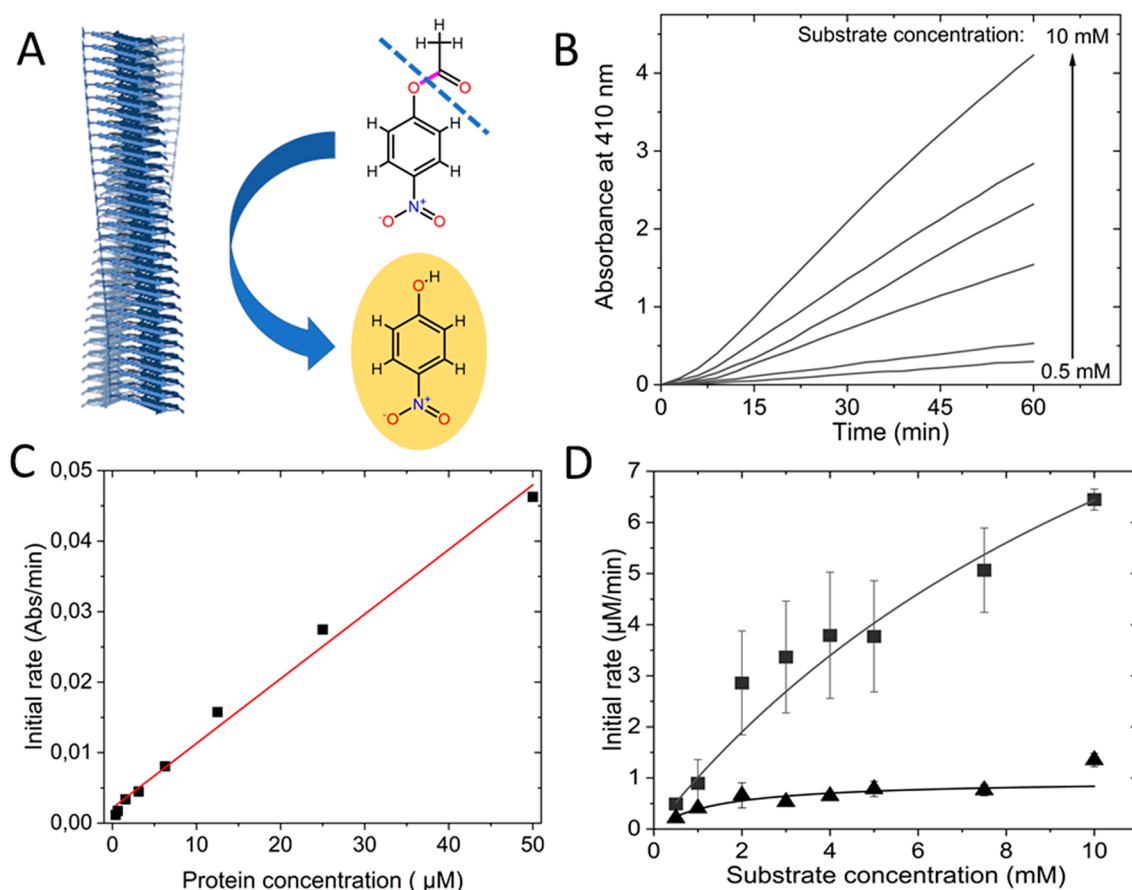 A
H
H
C
H
O
O
H
H
H
H
N+
-O
O
O
H
H
H
H
H
N+
-O
O
B
Substrate concentration: 10 mM
0.5 mM
Absorbance at 410 nm
4
3
2
1
0
0 15 30 45 60
Time (min)
C
Initial rate (Abs/min)
0,05
0,04
0,03
0,02
0,01
0,00
0 10 20 30 40 50
Protein concentration ( µM)
D
Initial rate (µM/min)
7
6
5
4
3
2
1
0
0 2 4 6 8 10
Substrate concentration (mM)